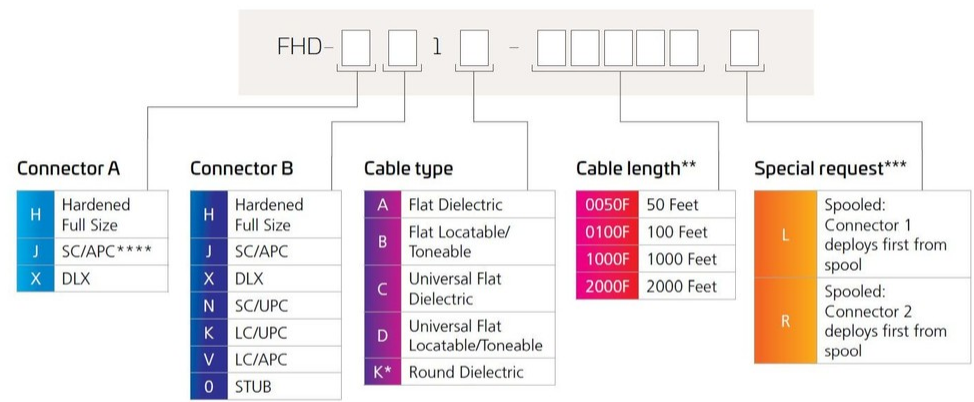 FHD- 1 -
Connector A
H Hardened
Full Size
J SC/APC****
X DLX
Connector B
H Hardened
Full Size
J SC/APC
X DLX
N SC/UPC
K LC/UPC
V LC/APC
0 STUB
Cable type
A Flat Dielectric
B Flat Locatable/
Toneable
C Universal Flat
Dielectric
D Universal Flat
Locatable/Toneable
K* Round Dielectric
Cable length**
0050F 50 Feet
0100F 100 Feet
1000F 1000 Feet
2000F 2000 Feet
Special request***
L Spooled:
Connector 1
deploys first from
spool
R Spooled:
Connector 2
deploys first from
spool